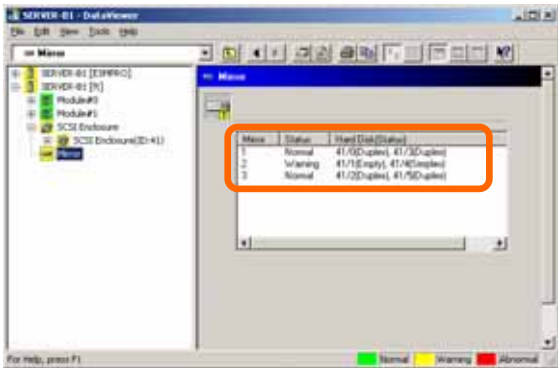 SERVER-B1 - DataViewer
File Edit View Tools Help
Mirror
SERVER-B1 [ESMPRO]
SERVER-B1 [ft]
Module#0
Module#1
SCSI Enclosure
SCSI Enclosure(ID:41)
Mirror
Mirror
Mirror Status Hard Disk(Status)
1 Normal 41/0(Duplex), 41/3(Duplex)
2 Warning 41/1(Empty), 41/4(Simplex)
3 Normal 41/2(Duplex), 41/5(Duplex)
For Help, press F1
Normal Warning Abnormal